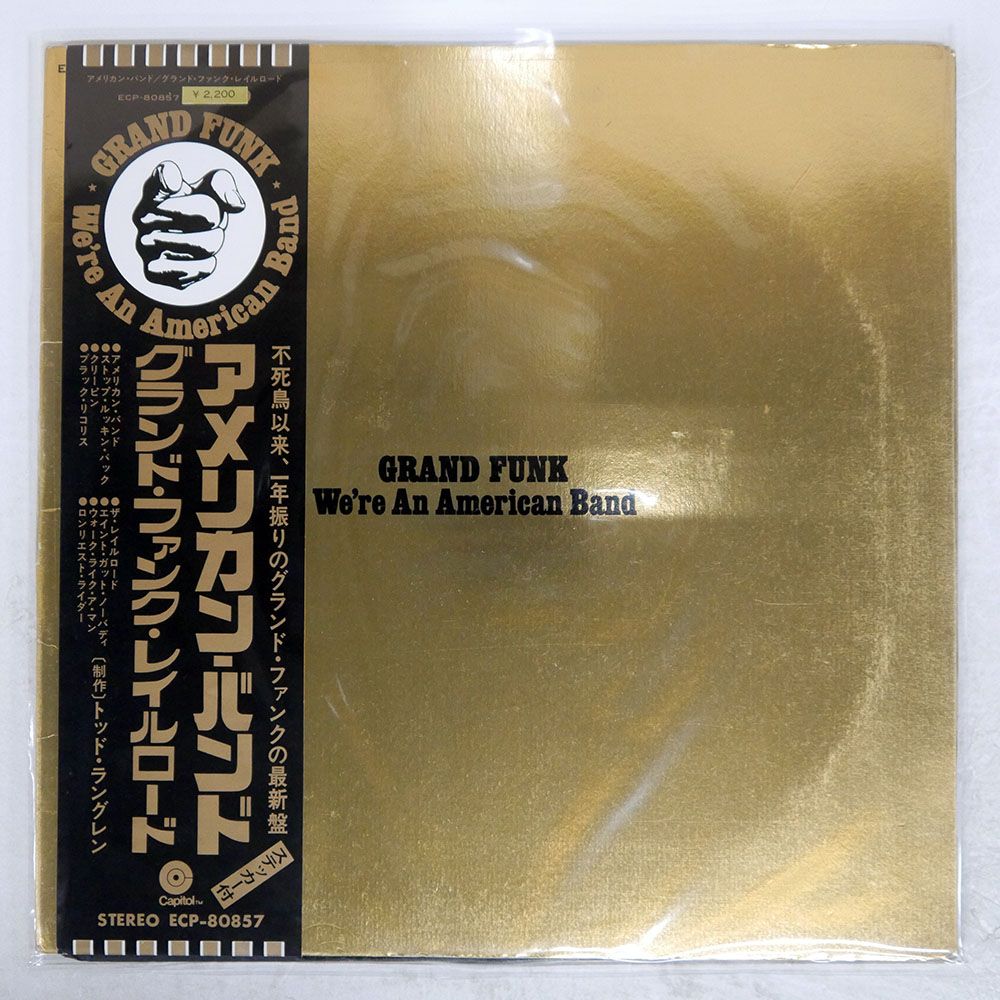 アメリカン・バンド／グランド・ファンク・レイルロード
ECP-80857
￥2,200
GRAND FUNK
We're An American Band
不死鳥以来、一年振りのグランド・ファンクの最新盤
アメリカン・バンド
グランド・ファンク・レイルロード
●アメリカン・バンド
●ストップ・ルッキン・バック
●クリーピン
●ブラック・リコリス
●ザ・レイルロード
●エイント・ガット・ノーバディ
●ウォーク・ライク・ア・マン
●ロンリエスト・ライダー
〔制作〕トッド・ラングレン
ステッカー付
Capitol™
STEREO ECP-80857
GRAND FUNK
We're An American Band